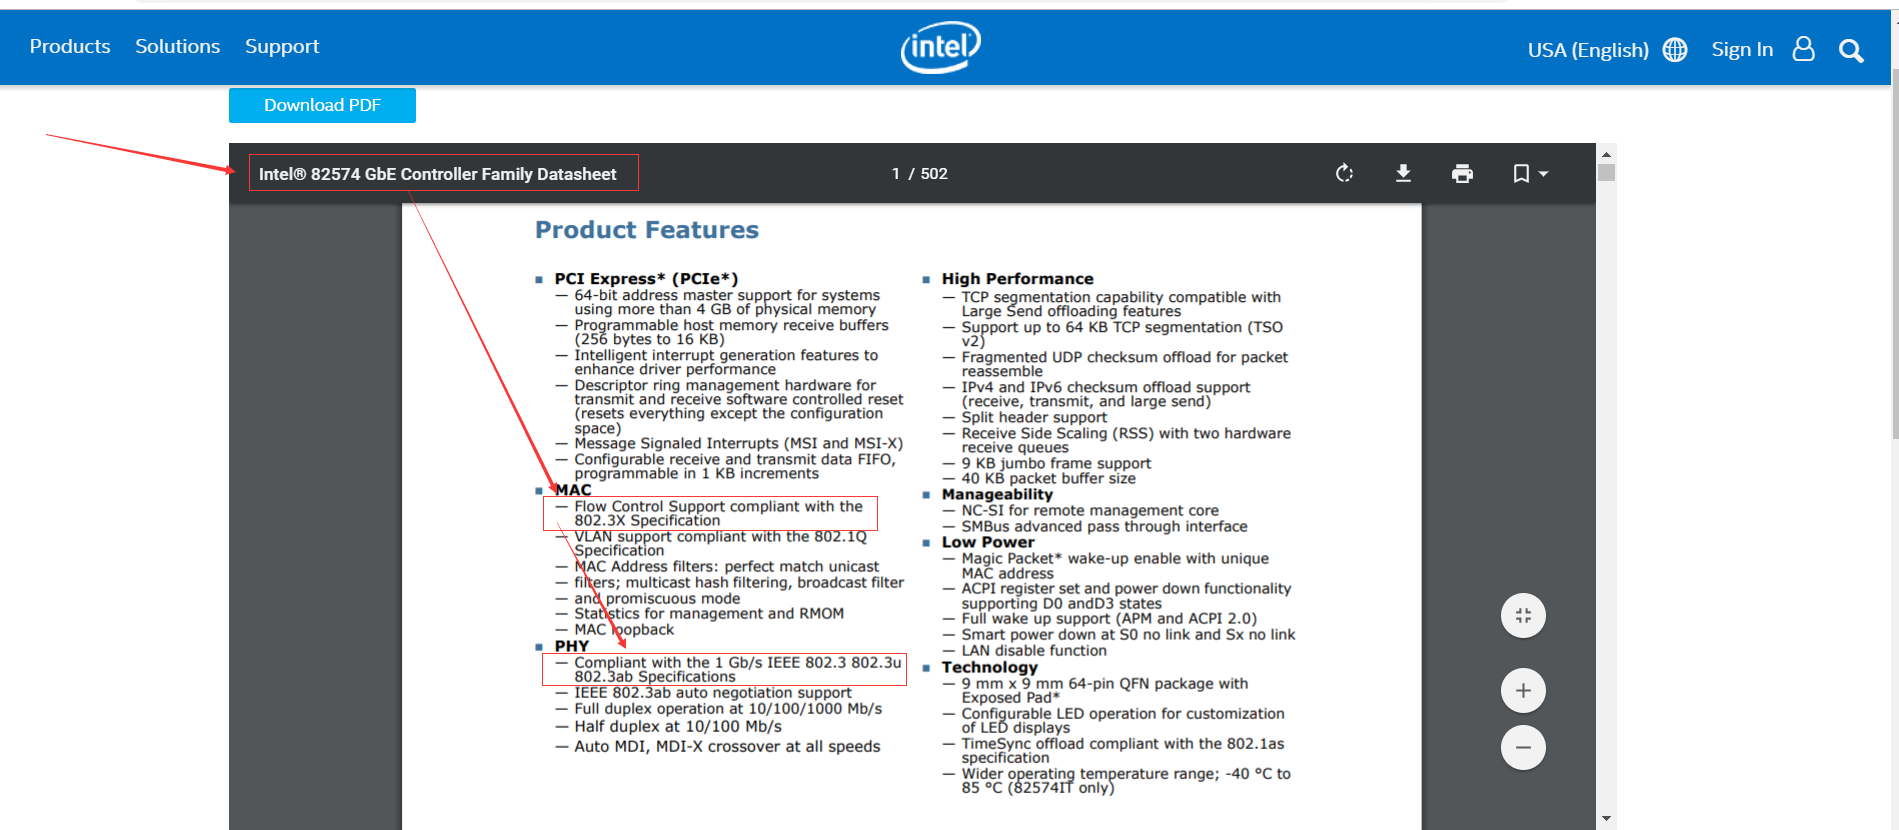 Products Solutions Support
intel
USA (English) Sign In
Download PDF
Intel® 82574 GbE Controller Family Datasheet
1 / 502
Product Features
PCI Express* (PCIe*)
— 64-bit address master support for systems
using more than 4 GB of physical memory
— Programmable host memory receive buffers
(256 bytes to 16 KB)
— Intelligent interrupt generation features to
enhance driver performance
— Descriptor ring management hardware for
transmit and receive software controlled reset
(resets everything except the configuration
space)
— Message Signaled Interrupts (MSI and MSI-X)
— Configurable receive and transmit data FIFO,
programmable in 1 KB increments
MAC
— Flow Control Support compliant with the
802.3X Specification
— VLAN support compliant with the 802.1Q
Specification
— MAC Address filters: perfect match unicast
— filters; multicast hash filtering, broadcast filter
— and promiscuous mode
— Statistics for management and RMOM
— MAC loopback
PHY
— Compliant with the 1 Gb/s IEEE 802.3 802.3u
802.3ab Specifications
— IEEE 802.3ab auto negotiation support
— Full duplex operation at 10/100/1000 Mb/s
— Half duplex at 10/100 Mb/s
— Auto MDI, MDI-X crossover at all speeds
High Performance
— TCP segmentation capability compatible with
Large Send offloading features
— Support up to 64 KB TCP segmentation (TSO
v2)
— Fragmented UDP checksum offload for packet
reassemble
— IPv4 and IPv6 checksum offload support
(receive, transmit, and large send)
— Split header support
— Receive Side Scaling (RSS) with two hardware
receive queues
— 9 KB jumbo frame support
— 40 KB packet buffer size
Manageability
— NC-SI for remote management core
— SMBus advanced pass through interface
Low Power
— Magic Packet* wake-up enable with unique
MAC address
— ACPI register set and power down functionality
supporting D0 andD3 states
— Full wake up support (APM and ACPI 2.0)
— Smart power down at S0 no link and Sx no link
— LAN disable function
Technology
— 9 mm x 9 mm 64-pin QFN package with
Exposed Pad*
— Configurable LED operation for customization
of LED displays
— TimeSync offload compliant with the 802.1as
specification
— Wider operating temperature range; -40 °C to
85 °C (82574IT only)